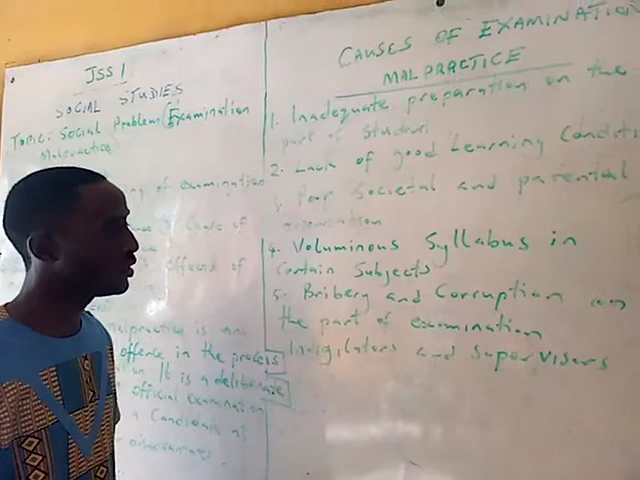 JSS 1
SOCIAL STUDIES
TOPIC: Social Problem (Examination
Malpractice
of examination
of
effects of
malpractice is an
offence in the process
It is a deliberate
official examination
a Candidate at
CAUSES OF EXAMINATION
MALPRACTICE
1. Inadequate preparation on the
part of Student
2. Lack of good Learning Conditi
3. Poor Societal and parental
orientation
4. Voluminous Syllabus in
Certain Subjects
5. Bribery and Corruption on
the part of examination
Invigilators and Supervisors